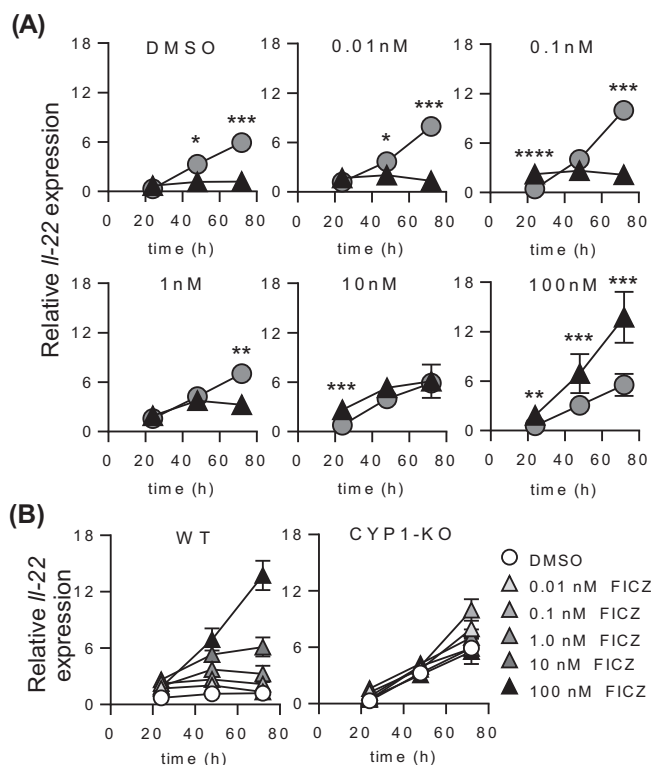 (A)
DMSO
0.01nM
0.1nM
Relative Il-22 expression
18
12
6
0
*
***
18
12
6
0
*
***
18
12
6
0
****
***
0 20 40 60 80
0 20 40 60 80
0 20 40 60 80
time (h)
time (h)
time (h)
1nM
10nM
100nM
18
12
6
0
**
18
12
6
0
***
18
12
6
0
**
***
***
0 20 40 60 80
0 20 40 60 80
0 20 40 60 80
time (h)
time (h)
time (h)
(B)
WT
CYP1-KO
Relative Il-22
expression
18
12
6
0
18
12
6
0
0 20 40 60 80
0 20 40 60 80
time (h)
time (h)
DMSO
0.01 nM FICZ
0.1 nM FICZ
1.0 nM FICZ
10 nM FICZ
100 nM FICZ